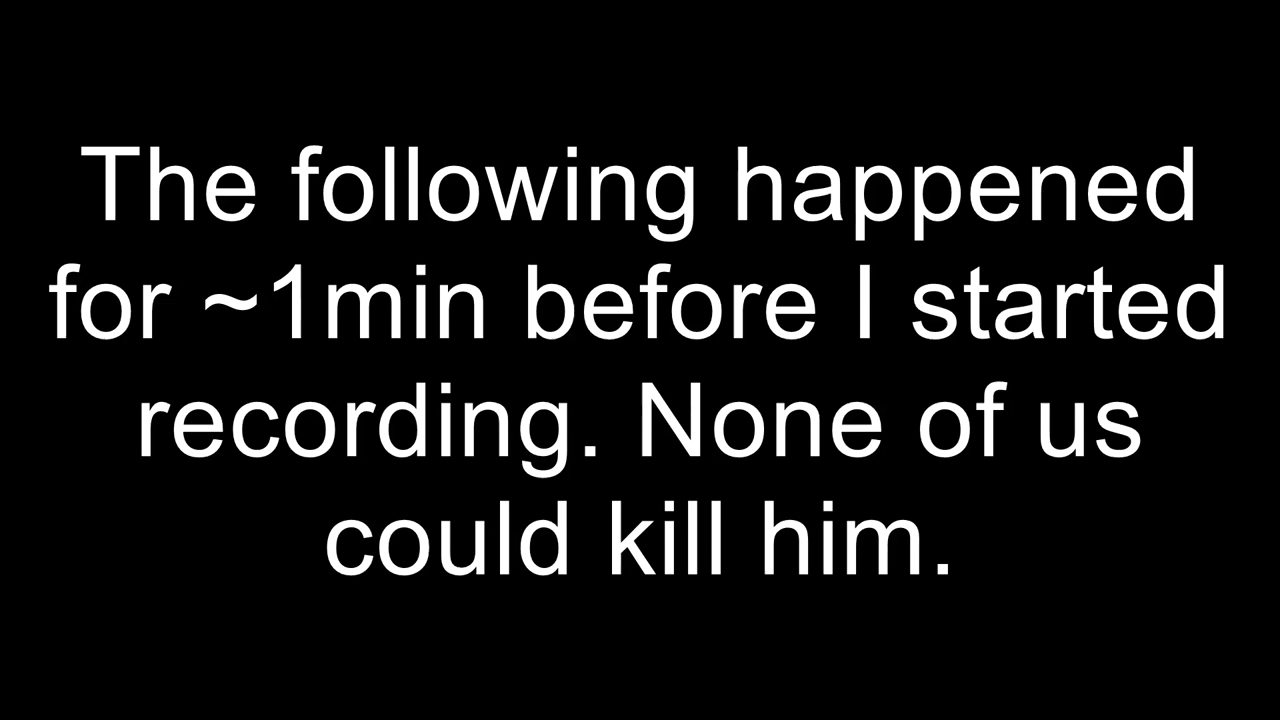 The following happened
for ~1min before I started
recording. None of us
could kill him.